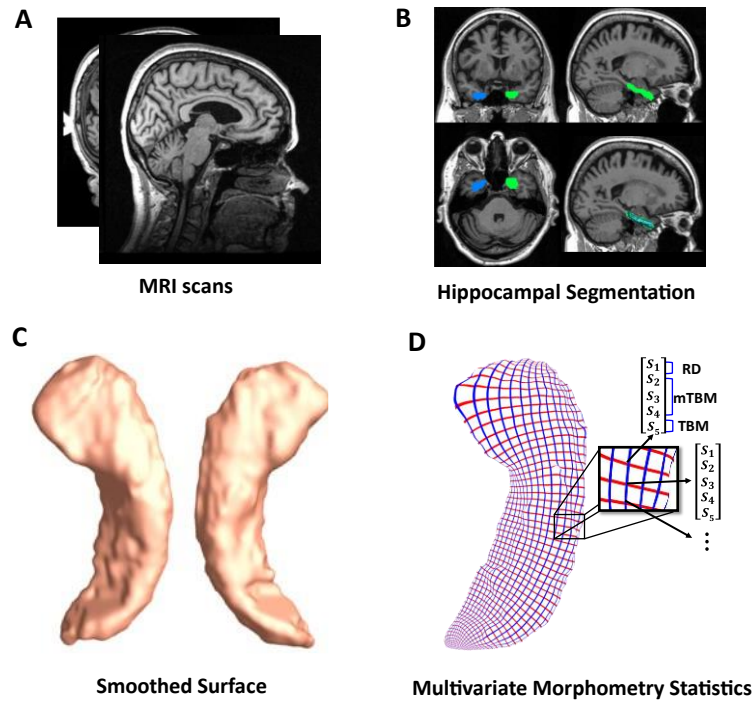 A
MRI scans
B
Hippocampal Segmentation
C
Smoothed Surface
D
S₁
S₂
S₃
S₄
S₅
RD
mTBM
TBM
S₁
S₂
S₃
S₄
S₅
⋮
Multivariate Morphometry Statistics